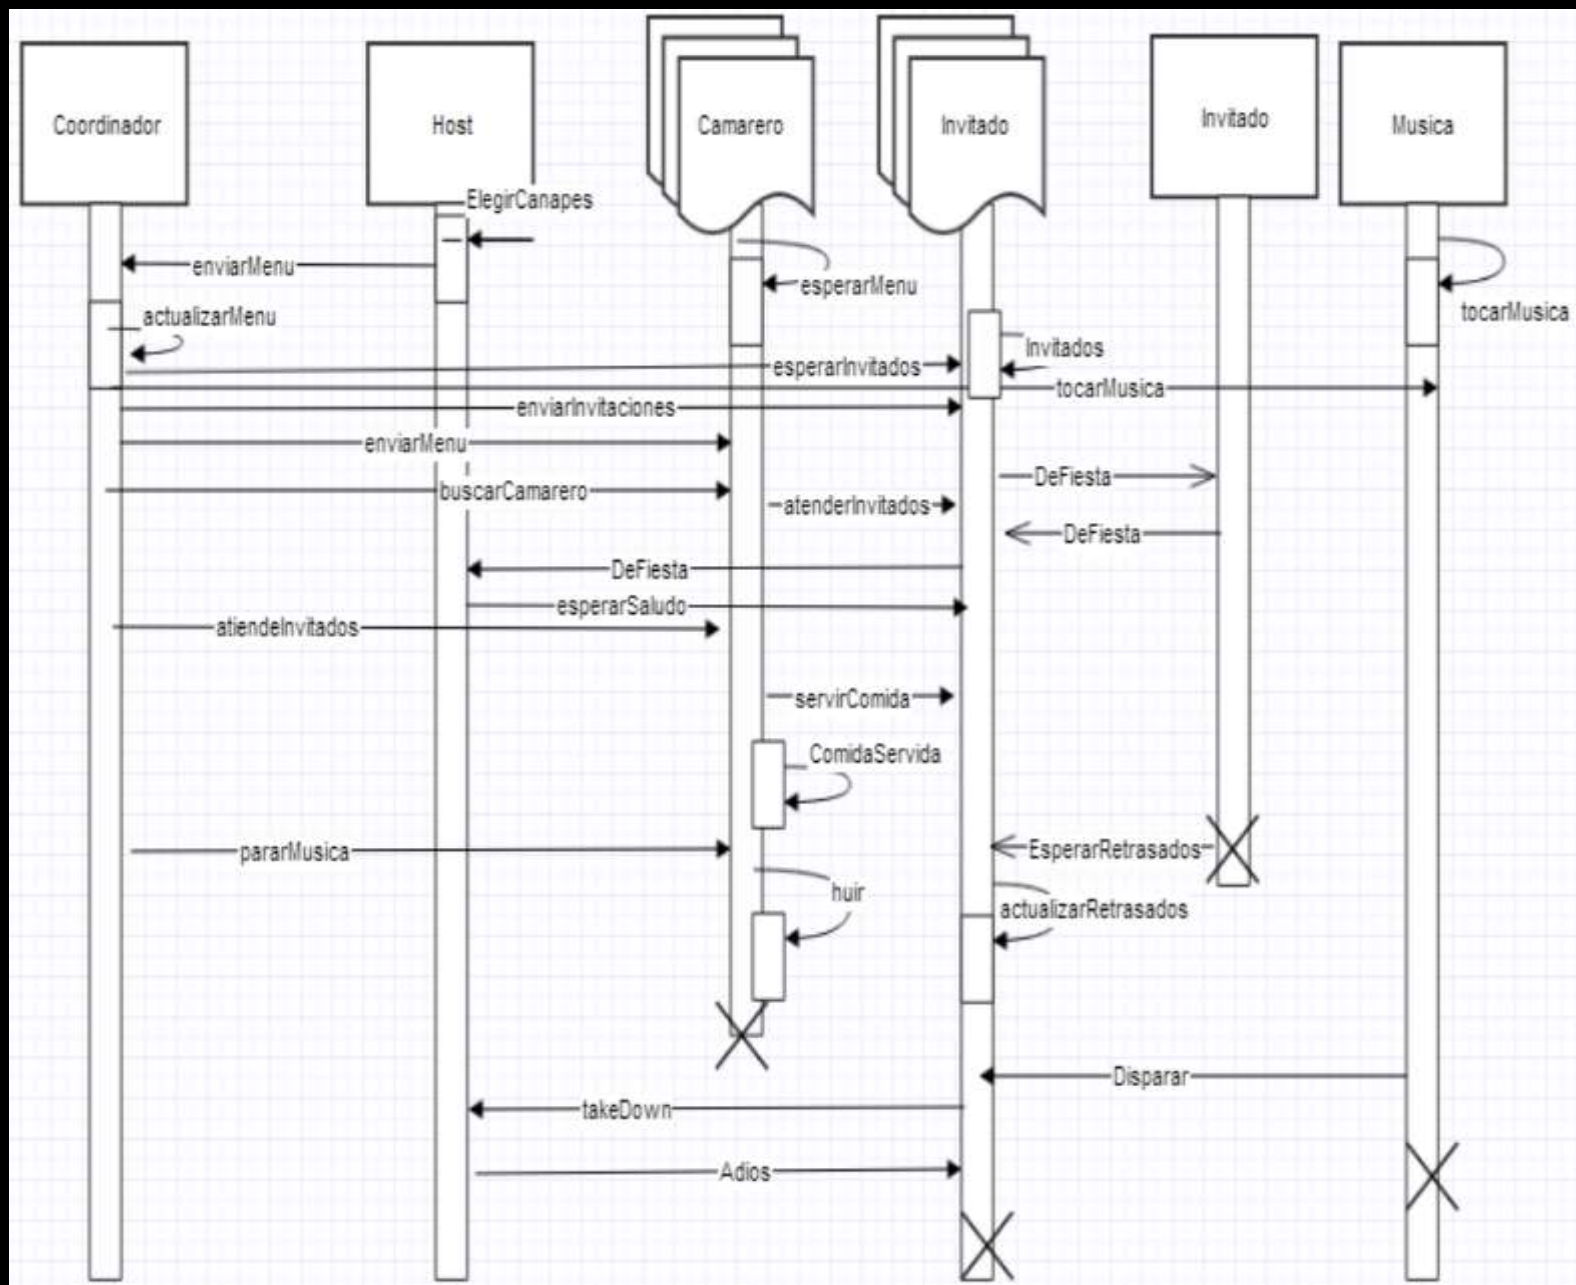 Coordinador
Host
Camarero
Invitado
Invitado
Musica
ElegirCanapes
enviarMenu
esperarMenu
actualizarMenu
tocarMusica
Invitados
esperarInvitados
tocarMusica
enviarInvitaciones
enviarMenu
DeFiesta
buscarCamarero
atenderInvitados
DeFiesta
DeFiesta
esperarSaludo
atiendeInvitados
servirComida
ComidaServida
pararMusica
EsperarRetrasados
huir
actualizarRetrasados
Disparar
takeDown
Adios